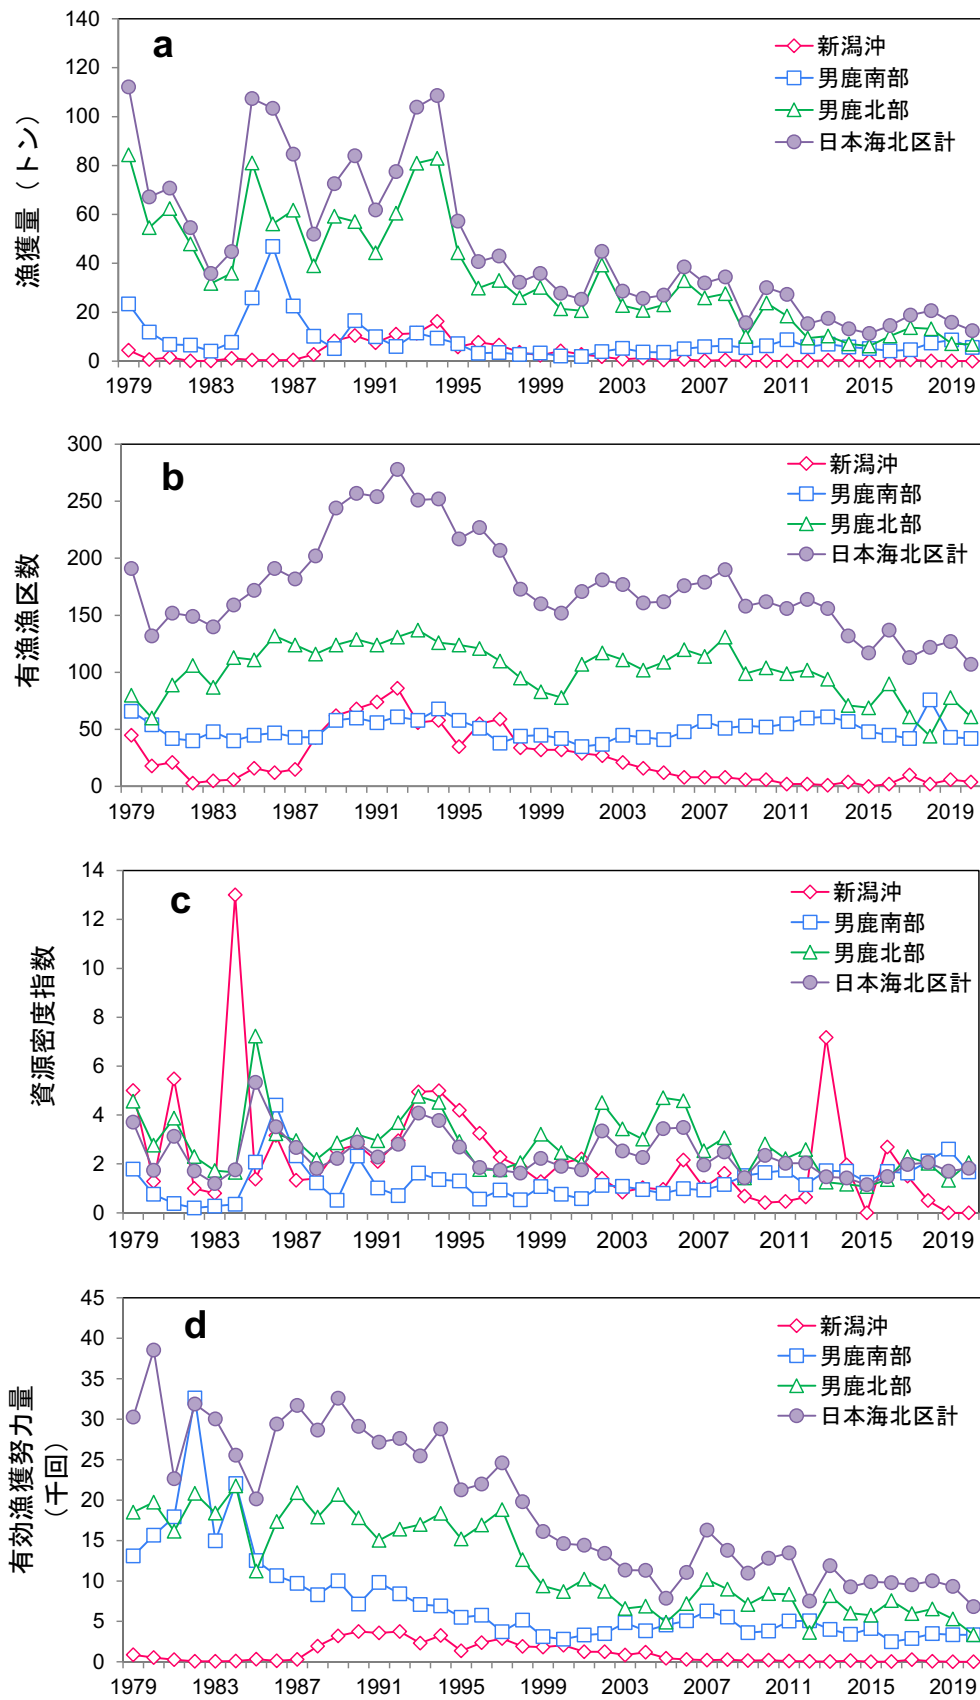 a
新潟沖
男鹿南部
男鹿北部
日本海北区計
漁獲量（トン）
140
120
100
80
60
40
20
0
1979 1983 1987 1991 1995 1999 2003 2007 2011 2015 2019
b
新潟沖
男鹿南部
男鹿北部
日本海北区計
有漁漁区数
300
250
200
150
100
50
0
1979 1983 1987 1991 1995 1999 2003 2007 2011 2015 2019
c
新潟沖
男鹿南部
男鹿北部
日本海北区計
資源密度指数
14
12
10
8
6
4
2
0
1979 1983 1987 1991 1995 1999 2003 2007 2011 2015 2019
d
新潟沖
男鹿南部
男鹿北部
日本海北区計
有効漁獲努力量
（千回）
45
40
35
30
25
20
15
10
5
0
1979 1983 1987 1991 1995 1999 2003 2007 2011 2015 2019